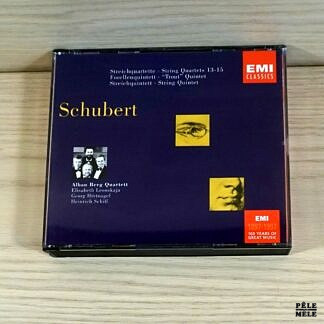 Streichquartette · String Quartets 13-15
Forellenquintett · "Trout" Quintet
Streichquintett · String Quintet
EMI
CLASSICS
Schubert
Alban Berg Quartett
Elisabeth Leonskaja
Georg Hörtnagel
Heinrich Schiff
EMI
100 YEARS OF
GREAT MUSIC
PÊLE
MÊLE